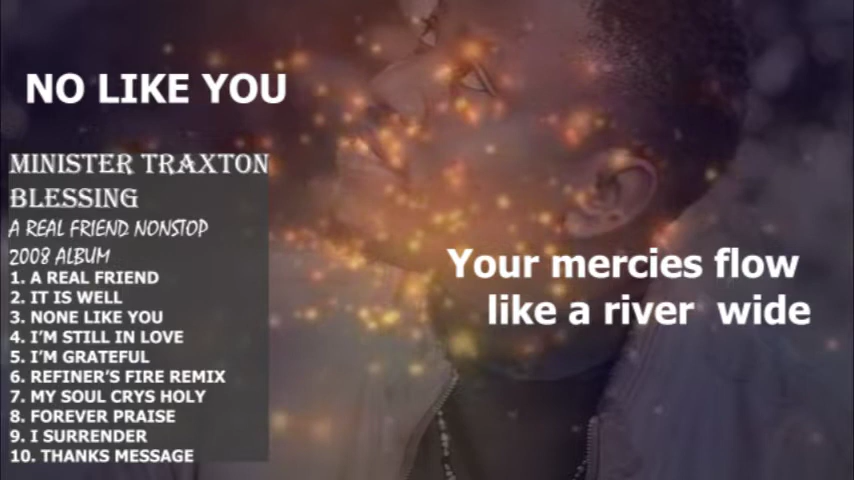 NO LIKE YOU
MINISTER TRAXTON
BLESSING
A REAL FRIEND NONSTOP
2008 ALBUM
1. A REAL FRIEND
2. IT IS WELL
3. NONE LIKE YOU
4. I'M STILL IN LOVE
5. I'M GRATEFUL
6. REFINER'S FIRE REMIX
7. MY SOUL CRYS HOLY
8. FOREVER PRAISE
9. I SURRENDER
10. THANKS MESSAGE
Your mercies flow
like a river wide